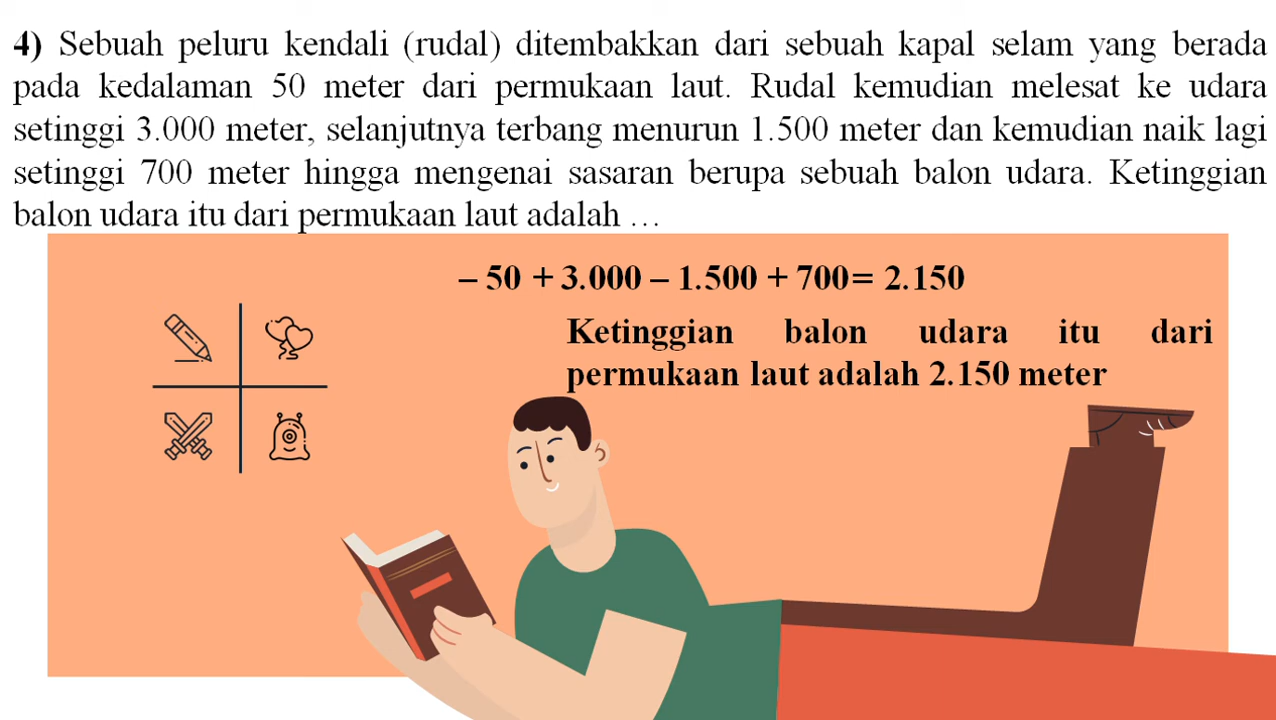 4) Sebuah peluru kendali (rudal) ditembakkan dari sebuah kapal selam yang berada
pada kedalaman 50 meter dari permukaan laut. Rudal kemudian melesat ke udara
setinggi 3.000 meter, selanjutnya terbang menurun 1.500 meter dan kemudian naik lagi
setinggi 700 meter hingga mengenai sasaran berupa sebuah balon udara. Ketinggian
balon udara itu dari permukaan laut adalah …
– 50 + 3.000 – 1.500 + 700= 2.150
Ketinggian balon udara itu dari
permukaan laut adalah 2.150 meter